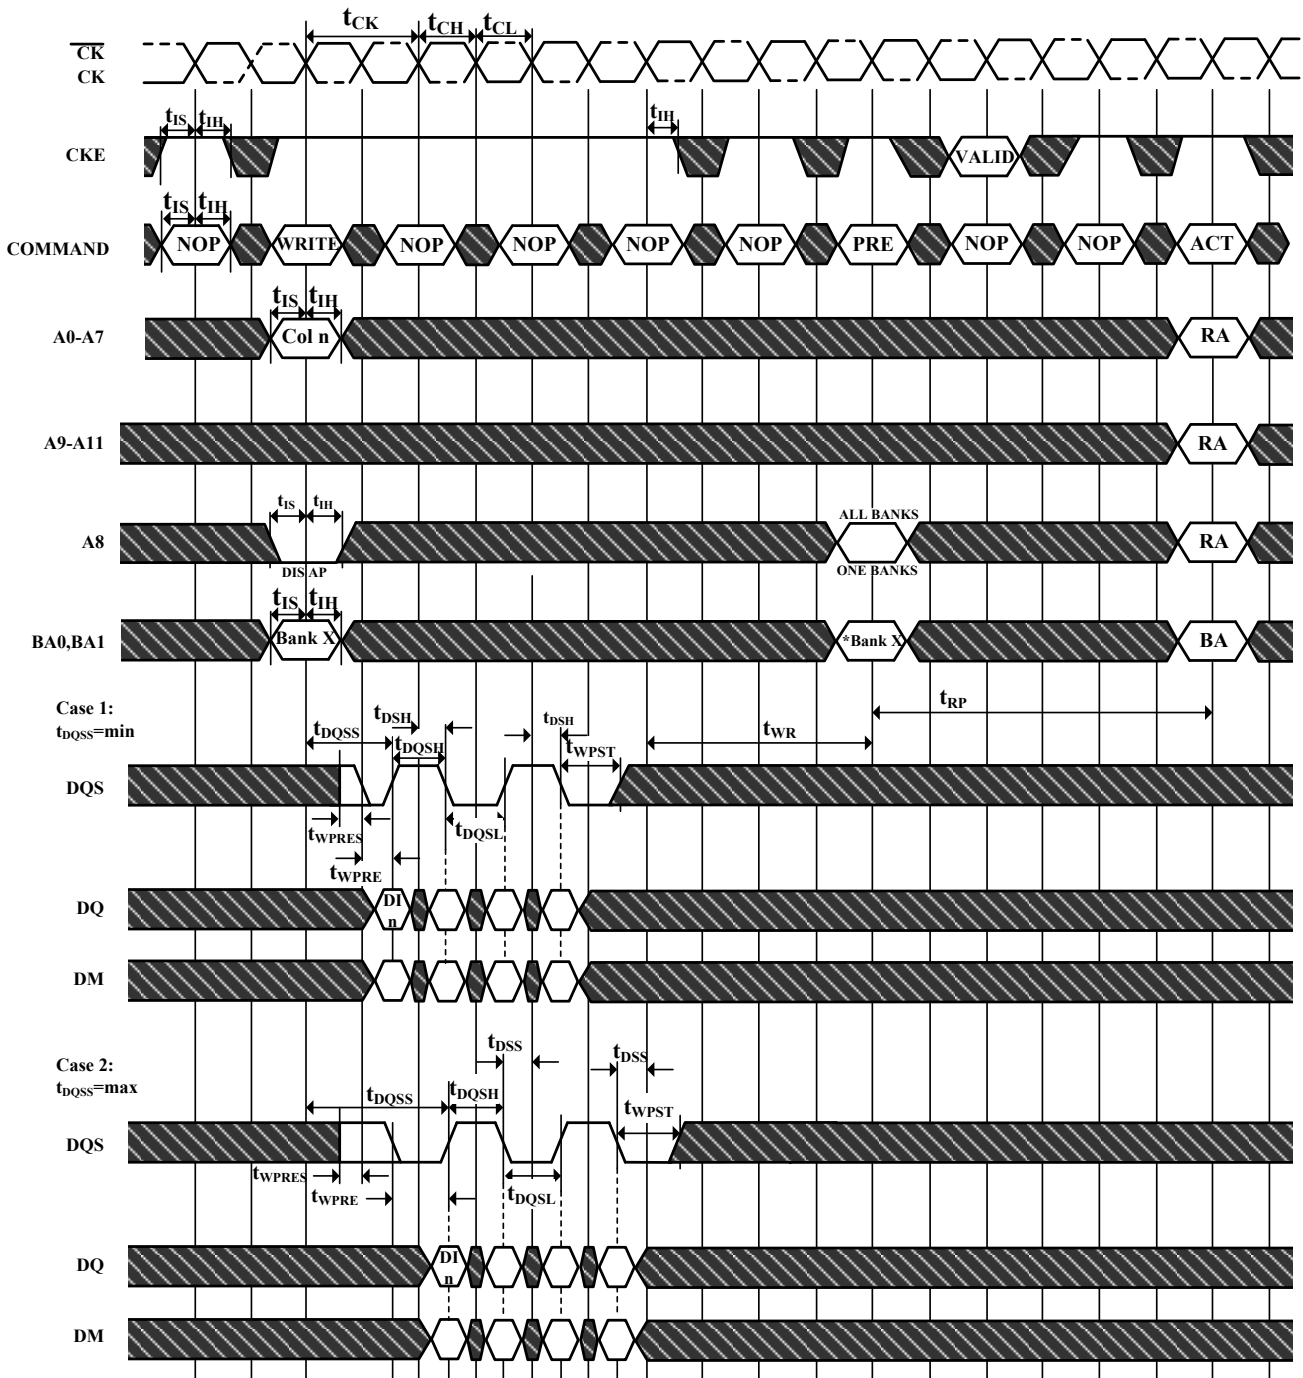 tCK tCH tCL
CK
CK
tIS tIH tIH
CKE VALID
tIS tIH
COMMAND NOP WRITE NOP NOP NOP NOP PRE NOP NOP ACT
tIS tIH
A0-A7 Col n RA
A9-A11 RA
tIS tIH ALL BANKS
A8 RA
DIS AP ONE BANKS
tIS tIH
BA0,BA1 Bank X *Bank X BA
Case 1:
tDQSS=min
tDQSS tDSH tDSH tWR tRP
tDQSH tWPST
DQS
tWPRES tDQSL
tWPRE
DQ DI
n
DM
Case 2:
tDQSS=max
tDSS tDSS
tDQSS tDQSH tWPST
DQS
tWPRES
tWPRE tDQSL
DQ DI
n
DM